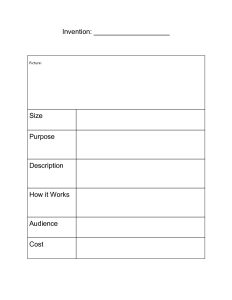 Invention: ____________________
Picture:
Size
Purpose
Description
How it Works
Audience
Cost